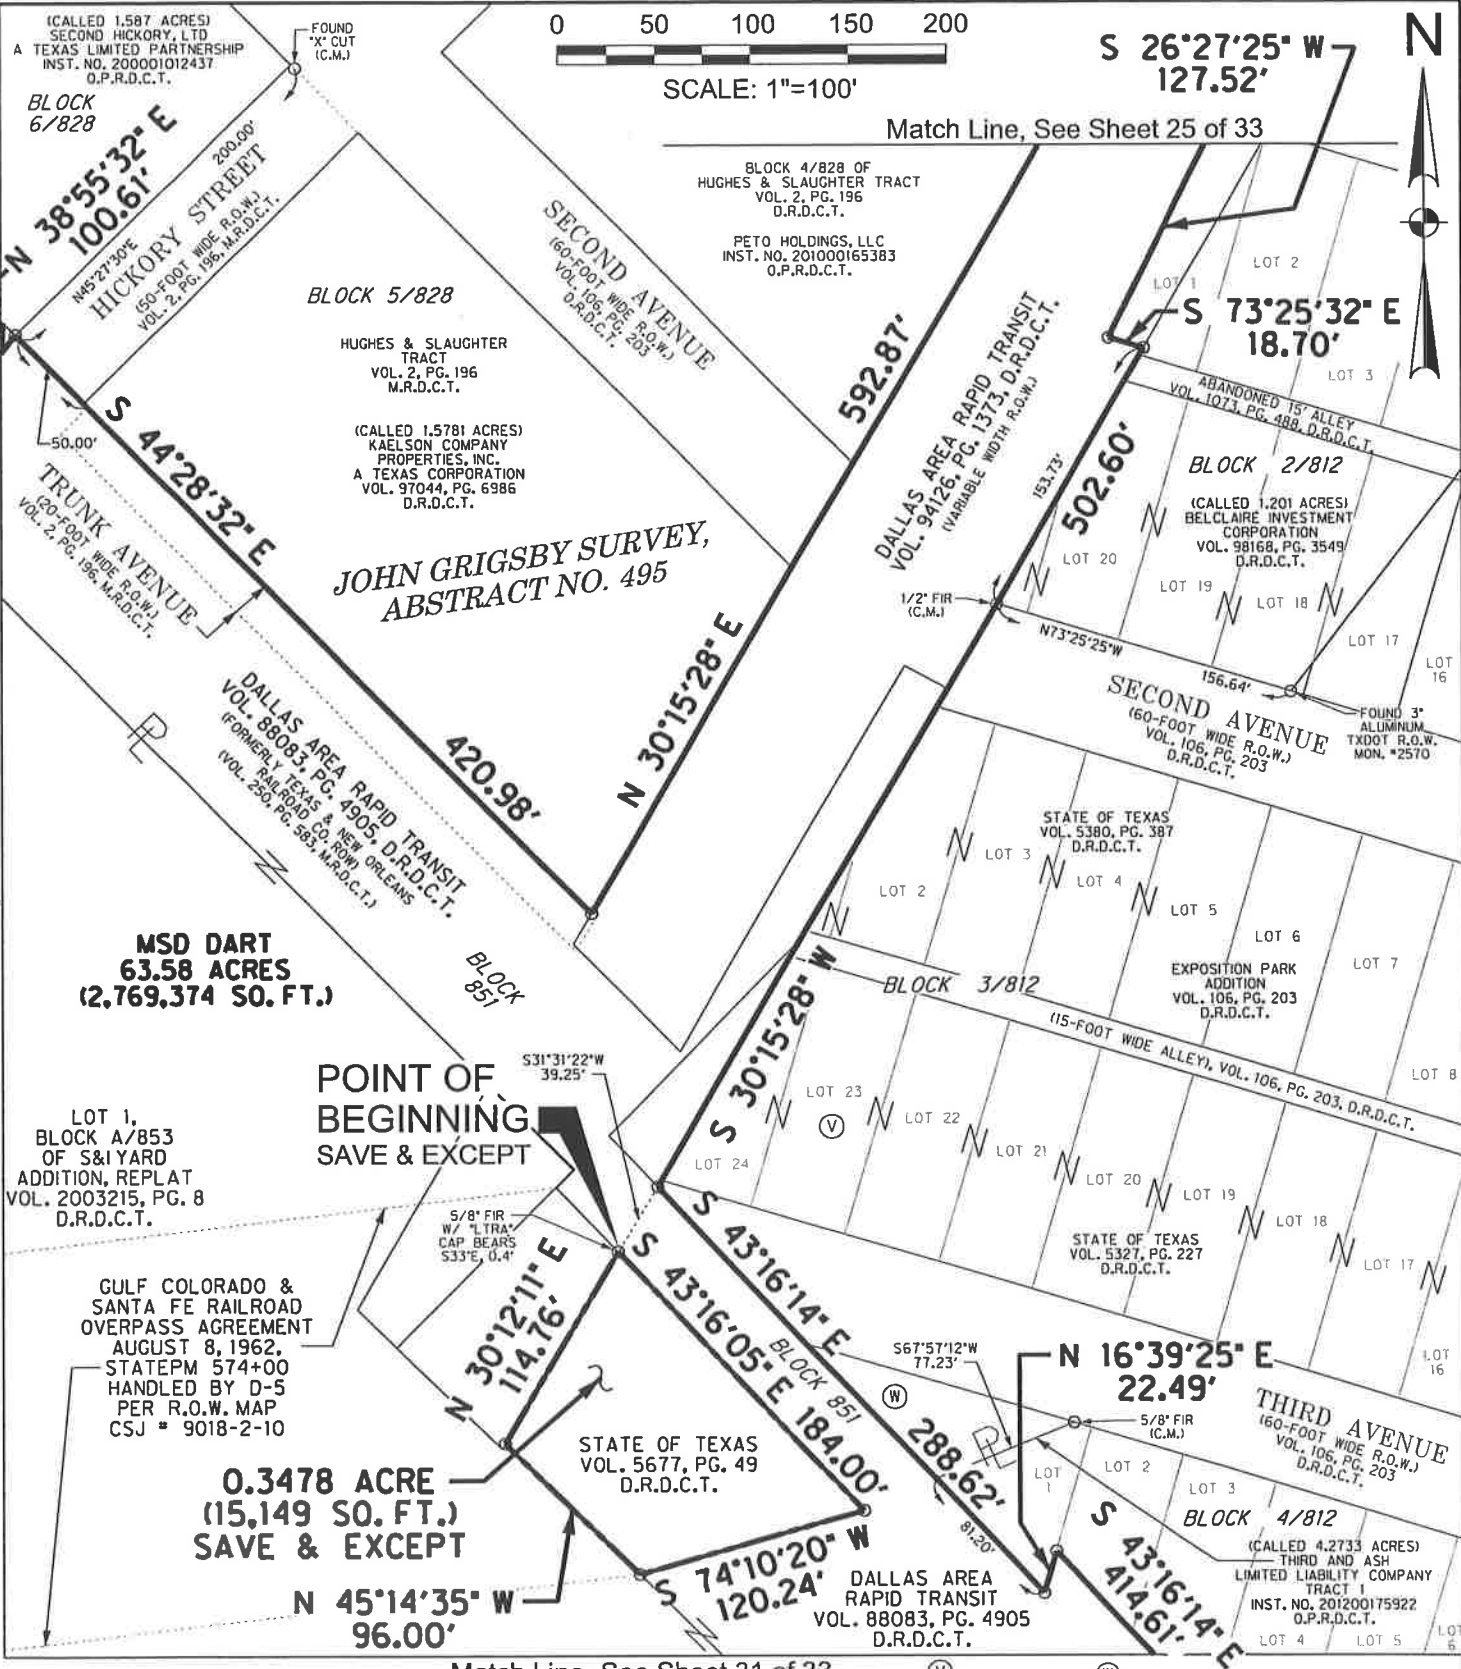 (CALLED 1.587 ACRES)
SECOND HICKORY, LTD
A TEXAS LIMITED PARTNERSHIP
INST. NO. 200001012437
O.P.R.D.C.T.
BLOCK
6/828
FOUND
"X" CUT
(C.M.)
0 50 100 150 200
SCALE: 1"=100'
S 26°27'25" W
127.52'
N
Match Line, See Sheet 25 of 33
N 38°55'32" E
100.61'
200.00'
N45°27'30"E
HICKORY STREET
(50-FOOT WIDE R.O.W.)
VOL. 2, PG. 196, M.R.D.C.T.
BLOCK 5/828
HUGHES & SLAUGHTER
TRACT
VOL. 2, PG. 196
M.R.D.C.T.
(CALLED 1.5781 ACRES)
KAELSON COMPANY
PROPERTIES, INC.
A TEXAS CORPORATION
VOL. 97044, PG. 6986
D.R.D.C.T.
SECOND AVENUE
(60-FOOT WIDE R.O.W.)
VOL. 106, PG. 203
D.R.D.C.T.
BLOCK 4/828 OF
HUGHES & SLAUGHTER TRACT
VOL. 2, PG. 196
D.R.D.C.T.
PETO HOLDINGS, LLC
INST. NO. 201000165383
O.P.R.D.C.T.
592.87'
DALLAS AREA RAPID TRANSIT
VOL. 94126, PG. 1373, D.R.D.C.T.
(VARIABLE WIDTH R.O.W.)
LOT 1
LOT 2
S 73°25'32" E
18.70'
LOT 3
ABANDONED 15' ALLEY
VOL. 1073, PG. 488, D.R.D.C.T.
BLOCK 2/812
(CALLED 1.201 ACRES)
BELCLAIRE INVESTMENT
CORPORATION
VOL. 98168, PG. 3549
D.R.D.C.T.
153.73'
502.60'
LOT 20
LOT 19
LOT 18
LOT 17
LOT
16
50.00'
S 44°28'32" E
TRUNK AVENUE
(20-FOOT WIDE R.O.W.)
VOL. 2, PG. 196, M.R.D.C.T.
JOHN GRIGSBY SURVEY,
ABSTRACT NO. 495
1/2" FIR
(C.M.)
N73°25'25"W
156.64'
SECOND AVENUE
(60-FOOT WIDE R.O.W.)
VOL. 106, PG. 203
D.R.D.C.T.
FOUND 3"
ALUMINUM
TXDOT R.O.W.
MON. #2570
N 30°15'28" E
420.98'
DALLAS AREA RAPID TRANSIT
VOL. 88083, PG. 4905, D.R.D.C.T.
(FORMERLY TEXAS & NEW ORLEANS
RAILROAD CO. ROW)
(VOL. 250, PG. 583, M.R.D.C.T.)
STATE OF TEXAS
VOL. 5380, PG. 387
D.R.D.C.T.
LOT 2
LOT 3
LOT 4
LOT 5
LOT 6
LOT 7
LOT 8
EXPOSITION PARK
ADDITION
VOL. 106, PG. 203
D.R.D.C.T.
MSD DART
63.58 ACRES
(2,769,374 SO. FT.)
BLOCK
851
BLOCK 3/812
(15-FOOT WIDE ALLEY), VOL. 106, PG. 203, D.R.D.C.T.
S 30°15'28" W
S31°31'22"W
39.25'
POINT OF
BEGINNING
SAVE & EXCEPT
LOT 23
V
LOT 22
LOT 21
LOT 20
LOT 19
LOT 18
LOT 17
LOT
16
LOT 24
LOT 1,
BLOCK A/853
OF S&I YARD
ADDITION, REPLAT
VOL. 2003215, PG. 8
D.R.D.C.T.
5/8" FIR
W/ "LTRA"
CAP BEARS
S33°E, 0.4'
STATE OF TEXAS
VOL. 5327, PG. 227
D.R.D.C.T.
GULF COLORADO &
SANTA FE RAILROAD
OVERPASS AGREEMENT
AUGUST 8, 1962.
STATEPM 574+00
HANDLED BY D-5
PER R.O.W. MAP
CSJ # 9018-2-10
N 30°12'11" E
114.76'
S 43°16'05" E 184.00'
S 43°16'14" E
288.62'
BLOCK 851
W
S67°57'12"W
77.23'
N 16°39'25" E
22.49'
5/8" FIR
(C.M.)
THIRD AVENUE
(60-FOOT WIDE R.O.W.)
VOL. 106, PG. 203
D.R.D.C.T.
STATE OF TEXAS
VOL. 5677, PG. 49
D.R.D.C.T.
0.3478 ACRE
(15,149 SO. FT.)
SAVE & EXCEPT
N 45°14'35" W
96.00'
S 74°10'20" W
120.24'
81.20'
DALLAS AREA
RAPID TRANSIT
VOL. 88083, PG. 4905
D.R.D.C.T.
LOT
1
LOT 2
LOT 3
BLOCK 4/812
(CALLED 4.2733 ACRES)
THIRD AND ASH
LIMITED LIABILITY COMPANY
TRACT 1
INST. NO. 201200175922
O.P.R.D.C.T.
S 43°16'14" E
414.61'
LOT 4
LOT 5
LOT
6